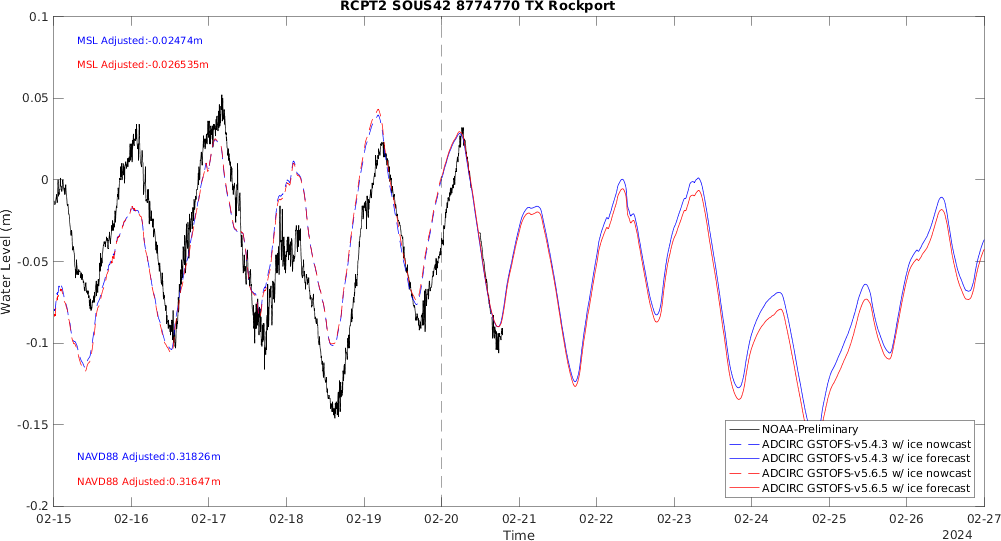 RCPT2 SOUS42 8774770 TX Rockport
0.1
MSL Adjusted:-0.02474m
MSL Adjusted:-0.026535m
0.05
0
-0.05
-0.1
-0.15
-0.2
Water Level (m)
NAVD88 Adjusted:0.31826m
NAVD88 Adjusted:0.31647m
NOAA-Preliminary
ADCIRC GSTOFS-v5.4.3 w/ ice nowcast
ADCIRC GSTOFS-v5.4.3 w/ ice forecast
ADCIRC GSTOFS-v5.6.5 w/ ice nowcast
ADCIRC GSTOFS-v5.6.5 w/ ice forecast
02-15 02-16 02-17 02-18 02-19 02-20 02-21 02-22 02-23 02-24 02-25 02-26 02-27
Time
2024